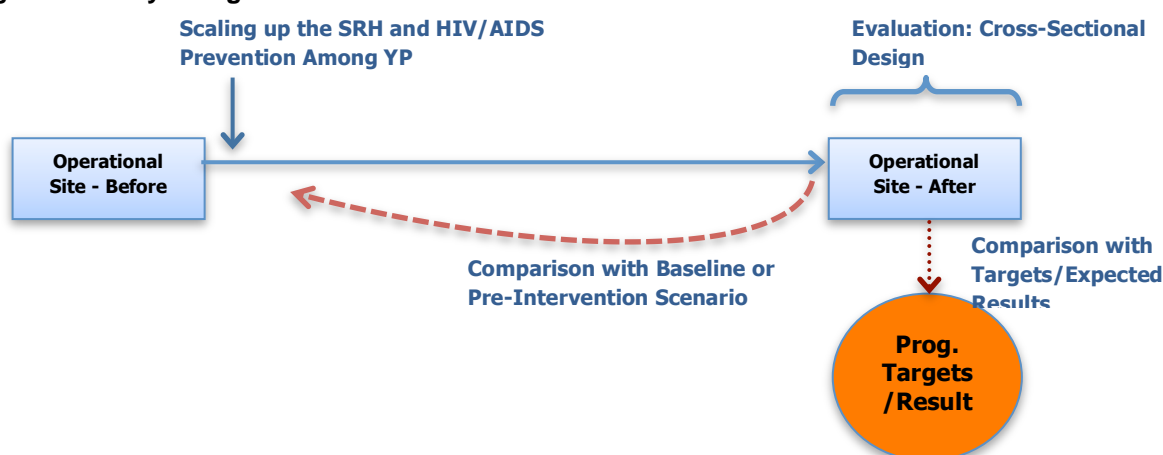 Scaling up the SRH and HIV/AIDS
Prevention Among YP
Evaluation: Cross-Sectional
Design
Operational
Site - Before
Operational
Site - After
Comparison with Baseline or
Pre-Intervention Scenario
Comparison with
Targets/Expected
Results
Prog.
Targets
/Result